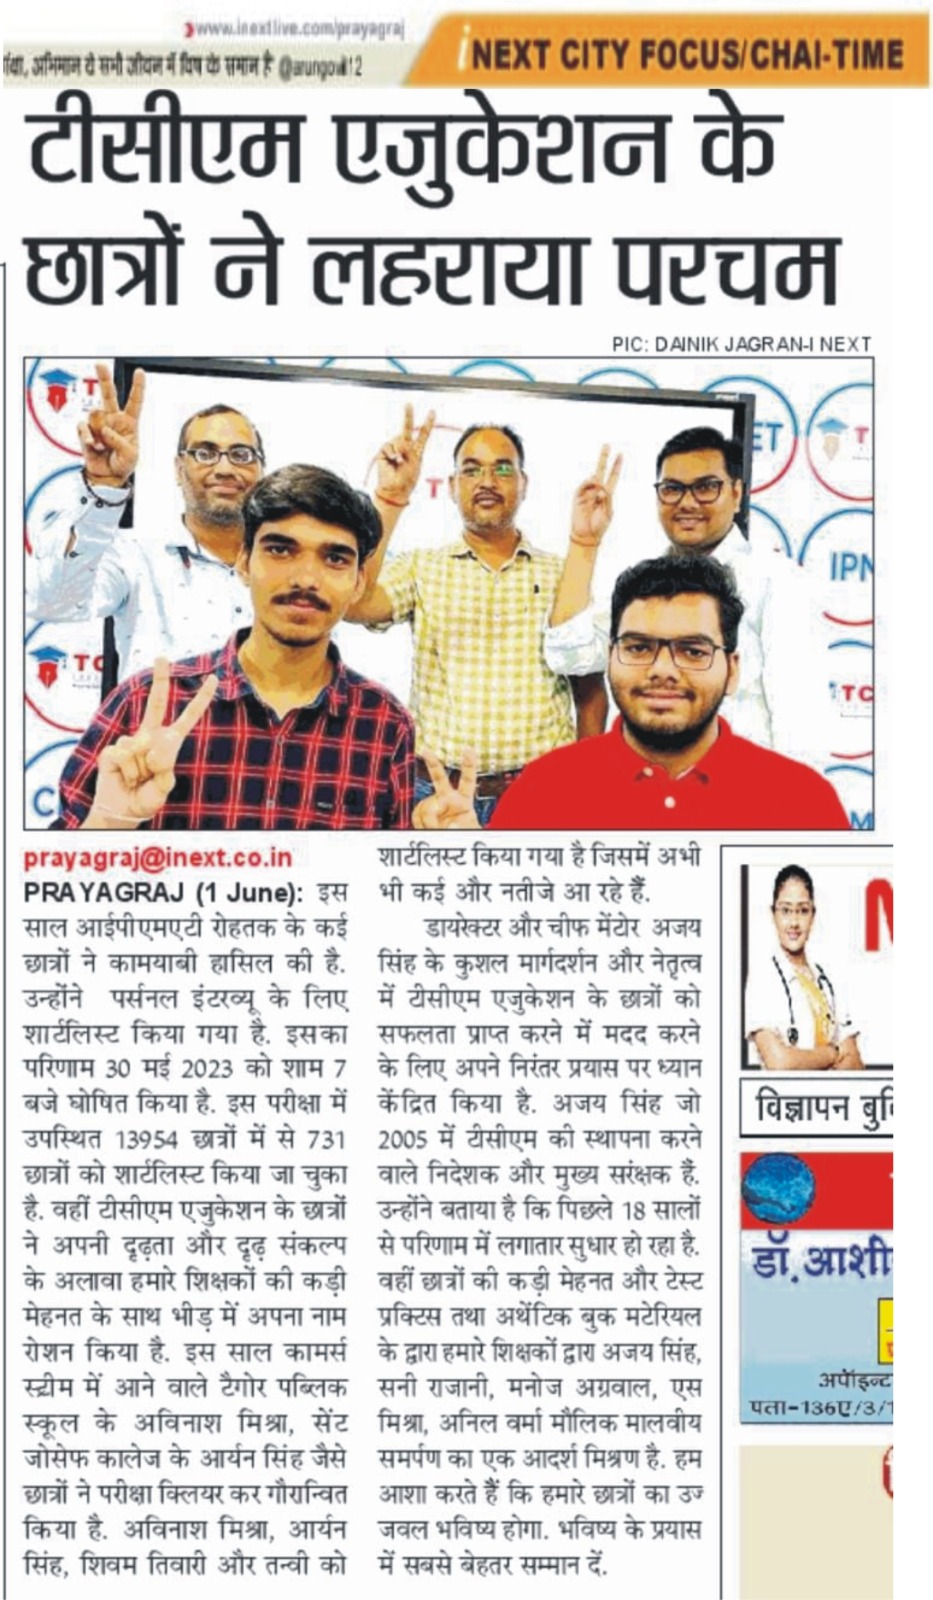 www.inextlive.com/prayagraj
iNEXT CITY FOCUS/CHAI-TIME
अभिमान ये सभी जीवन में विष के समान है
टीसीएम एजुकेशन के
छात्रों ने लहराया परचम
PIC: DAINIK JAGRAN-I NEXT
T
T
ET
T
IPM
TC
TC
C
M
prayagraj@inext.co.in
PRAYAGRAJ (1 June): इस
साल आईपीएमएटी रोहतक के कई
छात्रों ने कामयाबी हासिल की है.
उन्होंने पर्सनल इंटरव्यू के लिए
शार्टलिस्ट किया गया है. इसका
परिणाम 30 मई 2023 को शाम 7
बजे घोषित किया है. इस परीक्षा में
उपस्थित 13954 छात्रों में से 731
छात्रों को शार्टलिस्ट किया जा चुका
है. वहीं टीसीएम एजुकेशन के छात्रों
ने अपनी दृढ़ता और दृढ़ संकल्प
के अलावा हमारे शिक्षकों की कड़ी
मेहनत के साथ भीड़ में अपना नाम
रोशन किया है. इस साल कामर्स
स्ट्रीम में आने वाले टैगोर पब्लिक
स्कूल के अविनाश मिश्रा, सेंट
जोसेफ कालेज के आर्यन सिंह जैसे
छात्रों ने परीक्षा क्लियर कर गौरान्वित
किया है. अविनाश मिश्रा, आर्यन
सिंह, शिवम तिवारी और तन्वी को
शार्टलिस्ट किया गया है जिसमें अभी
भी कई और नतीजे आ रहे हैं.
डायरेक्टर और चीफ मेंटोर अजय
सिंह के कुशल मार्गदर्शन और नेतृत्व
में टीसीएम एजुकेशन के छात्रों को
सफलता प्राप्त करने में मदद करने
के लिए अपने निरंतर प्रयास पर ध्यान
केंद्रित किया है. अजय सिंह जो
2005 में टीसीएम की स्थापना करने
वाले निदेशक और मुख्य सरंक्षक हैं.
उन्होंने बताया है कि पिछले 18 सालों
से परिणाम में लगातार सुधार हो रहा है.
वहीं छात्रों की कड़ी मेहनत और टेस्ट
प्रक्टिस तथा अथेंटिक बुक मटेरियल
के द्वारा हमारे शिक्षकों द्वारा अजय सिंह,
सनी राजानी, मनोज अग्रवाल, एस
मिश्रा, अनिल वर्मा मौलिक मालवीय
समर्पण का एक आदर्श मिश्रण है. हम
आशा करते हैं कि हमारे छात्रों का उज
जवल भविष्य होगा. भविष्य के प्रयास
में सबसे बेहतर सम्मान दें.
विज्ञापन बुि
डॉ.आशी
अपॉइन्ट
पता-136ए/3/1